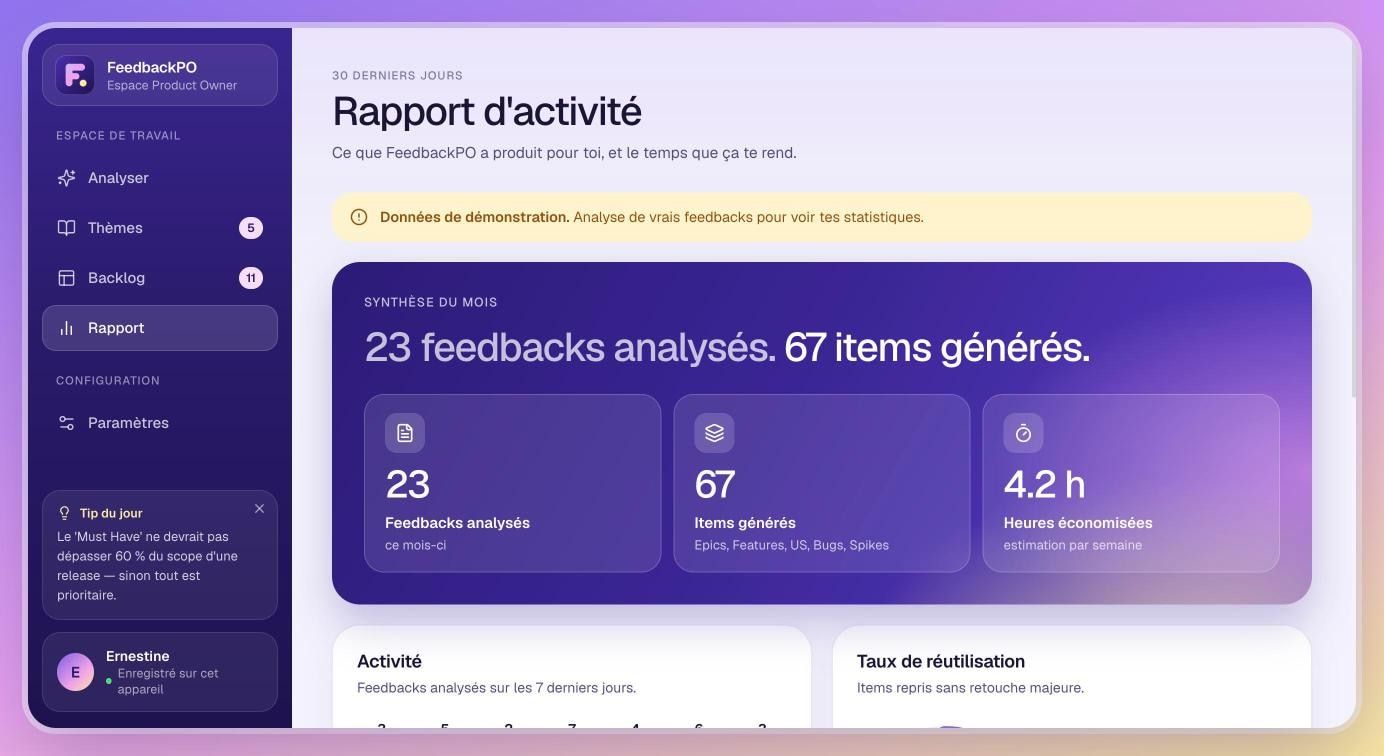 FeedbackPO
Espace Product Owner
ESPACE DE TRAVAIL
Analyser
Thèmes
5
Backlog
11
Rapport
CONFIGURATION
Paramètres
Tip du jour
Le 'Must Have' ne devrait pas
dépasser 60 % du scope d'une
release — sinon tout est
prioritaire.
E
Ernestine
Enregistré sur cet
appareil
30 DERNIERS JOURS
Rapport d'activité
Ce que FeedbackPO a produit pour toi, et le temps que ça te rend.
Données de démonstration. Analyse de vrais feedbacks pour voir tes statistiques.
SYNTHÈSE DU MOIS
23 feedbacks analysés. 67 items générés.
23
Feedbacks analysés
ce mois-ci
67
Items générés
Epics, Features, US, Bugs, Spikes
4.2 h
Heures économisées
estimation par semaine
Activité
Feedbacks analysés sur les 7 derniers jours.
Taux de réutilisation
Items repris sans retouche majeure.